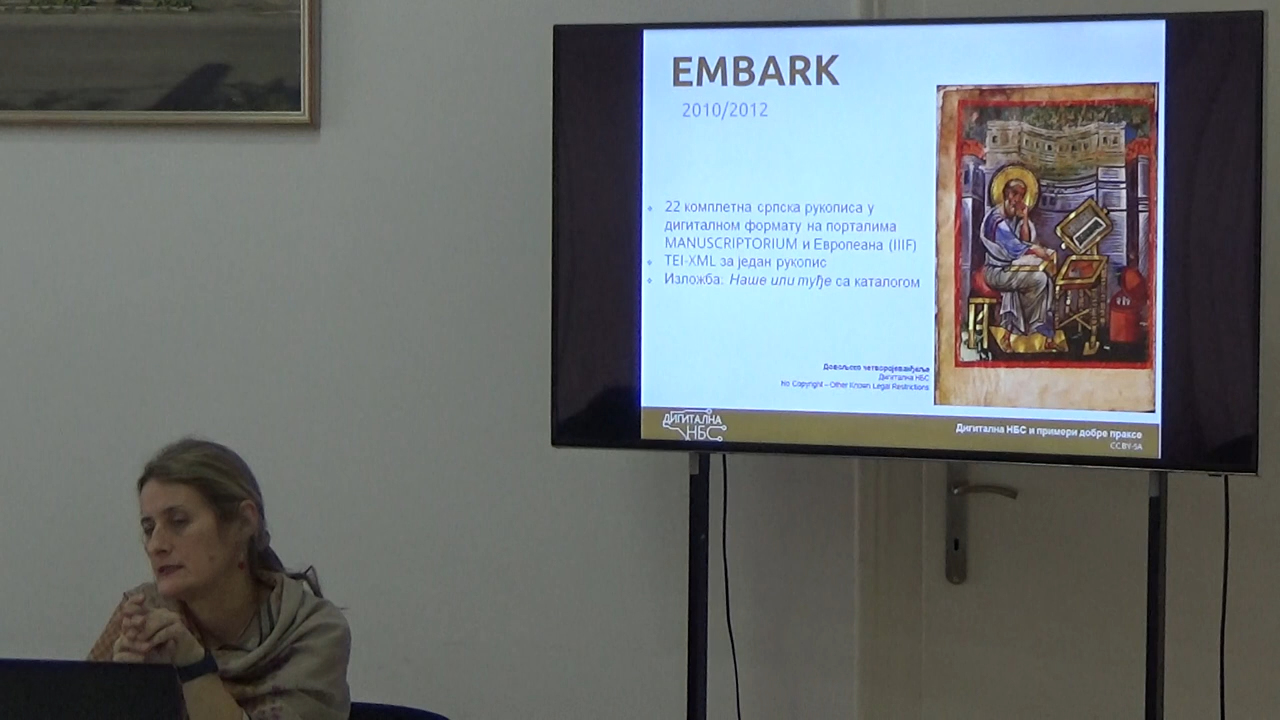 EMBARK
2010/2012
22 комплетна српска рукописа у
дигиталном формату на порталима
MANUSCRIPTORIUM и Европеана (IIIF)
TEI-XML за један рукопис
Изложба: Наше или туђе са каталогом
четворојеванђеље
Дигитална НБС
No Copyright – Other Known Legal Restrictions
ДИГИТАЛНА
НБС
Дигитална НБС и примери добре праксе
CC BY-SA